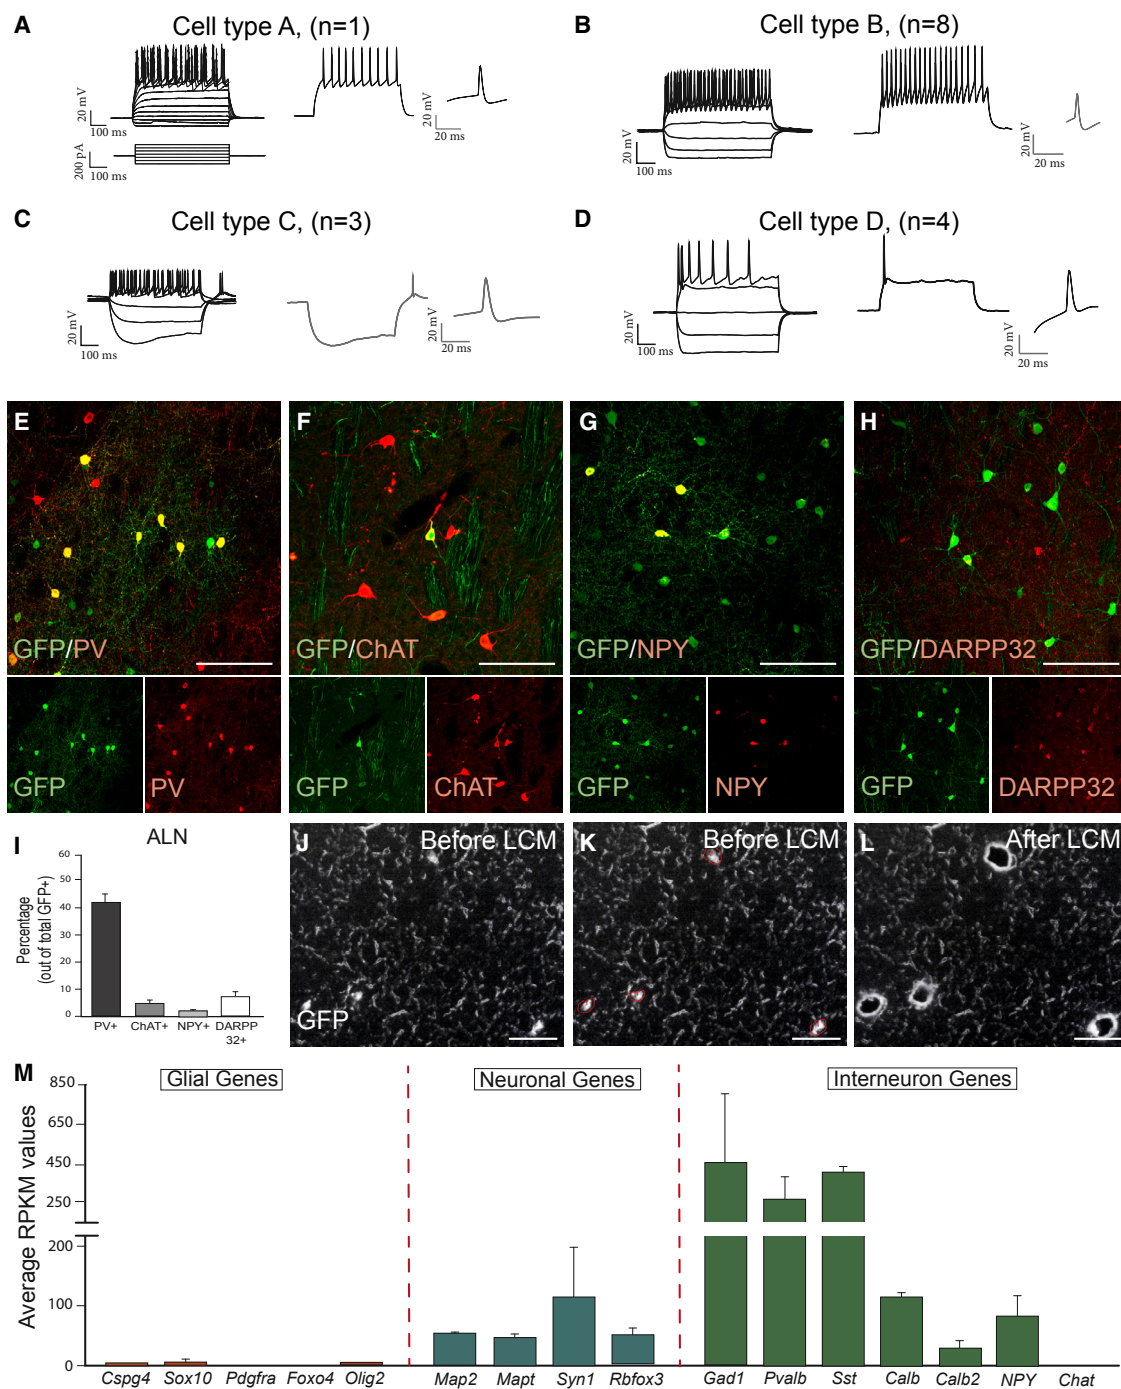 A
Cell type A, (n=1)
20 mV
100 ms
20 mV
20 ms
200 pA
100 ms
B
Cell type B, (n=8)
20 mV
100 ms
20 mV
20 ms
C
Cell type C, (n=3)
20 mV
100 ms
20 mV
20 ms
D
Cell type D, (n=4)
20 mV
100 ms
20 mV
20 ms
E
GFP/PV
GFP
PV
F
GFP/ChAT
GFP
ChAT
G
GFP/NPY
GFP
NPY
H
GFP/DARPP32
GFP
DARPP32
I
ALN
Percentage
(out of total GFP+)
60
50
40
30
20
10
0
PV+ ChAT+ NPY+ DARPP
32+
J
Before LCM
GFP
K
Before LCM
L
After LCM
M
Glial Genes
Neuronal Genes
Interneuron Genes
Average RPKM values
850
650
450
250
200
100
0
Cspg4 Sox10 Pdgfra Foxo4 Olig2 Map2 Mapt Syn1 Rbfox3 Gad1 Pvalb Sst Calb Calb2 NPY Chat